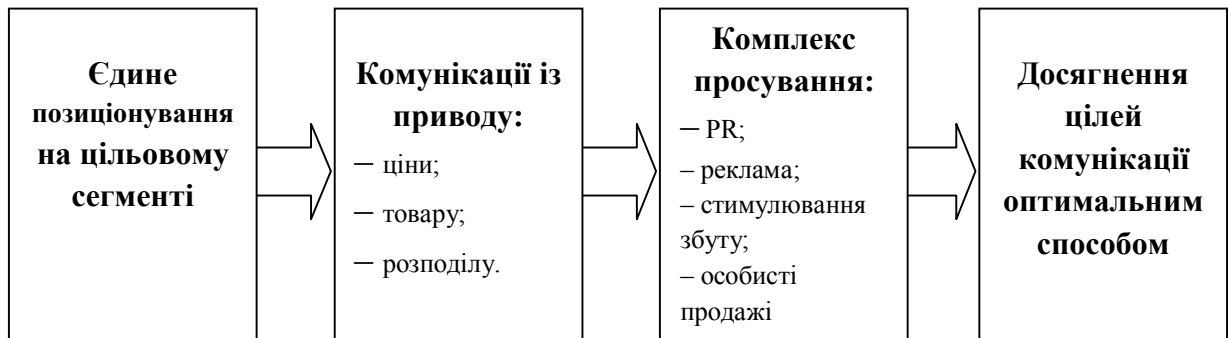 Єдине
позиціонування
на цільовому
сегменті
Комунікації із
приводу:
— ціни;
— товару;
— розподілу.
Комплекс
просування:
— PR;
– реклама;
– стимулювання
збуту;
– особисті
продажі
Досягнення
цілей
комунікації
оптимальним
способом